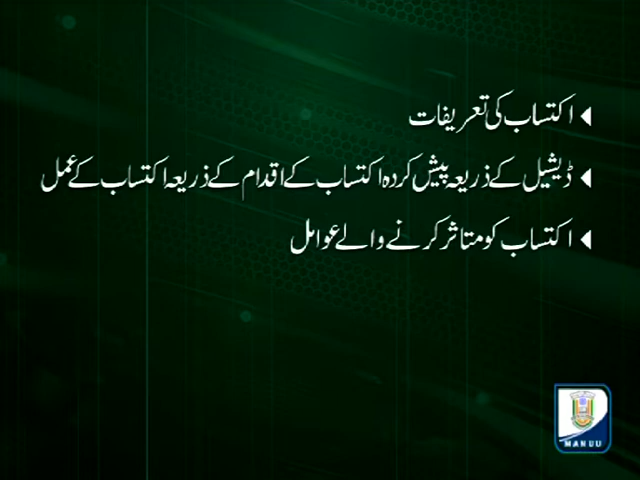 اکتساب کی تعریفات
ڈیشیل کے ذریعہ پیش کردہ اکتساب کے اقدام کے ذریعہ اکتساب کے عمل
اکتساب کو متاثر کرنے والے عوامل
MANUU